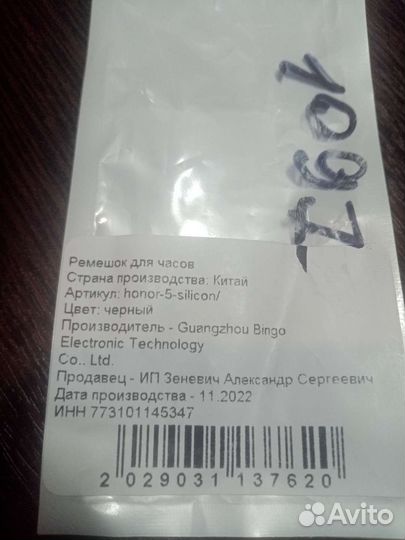 1097
Ремешок для часов
Страна производства: Китай
Артикул: honor-5-silicon/
Цвет: черный
Производитель - Guangzhou Bingo
Electronic Technology
Co.. Ltd.
Продавец - ИП Зеневич Александр Сергеевич
Дата производства - 11.2022
ИНН 773101145347
2 029031 137620
Avito